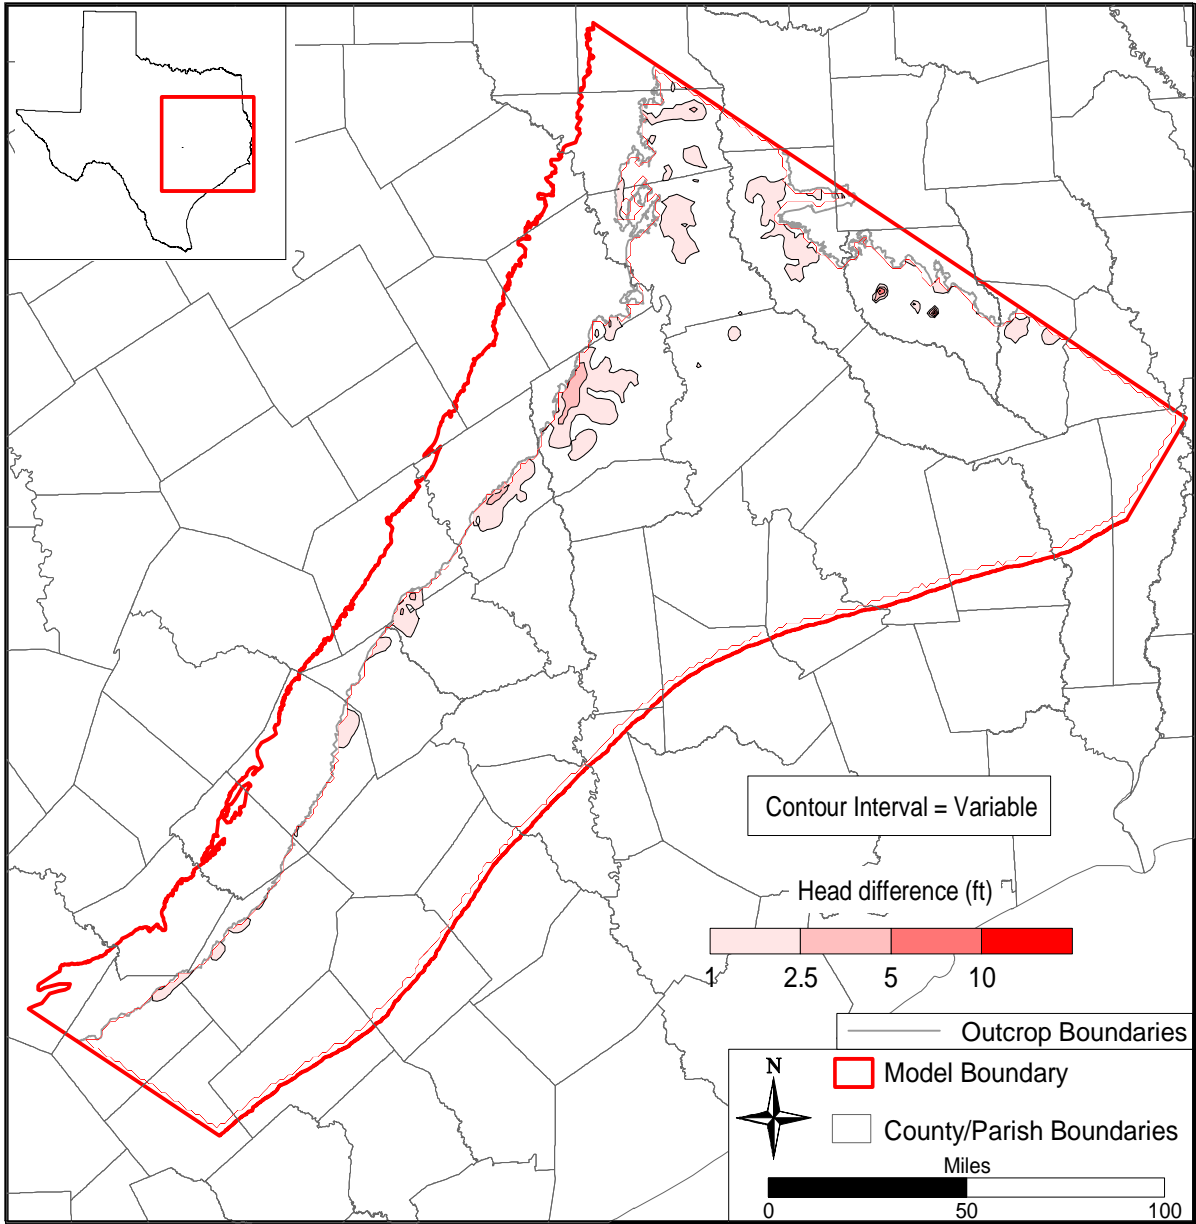 Contour Interval = Variable
Head difference (ft)
1 2.5 5 10
Outcrop Boundaries
N
Model Boundary
County/Parish Boundaries
Miles
0 50 100